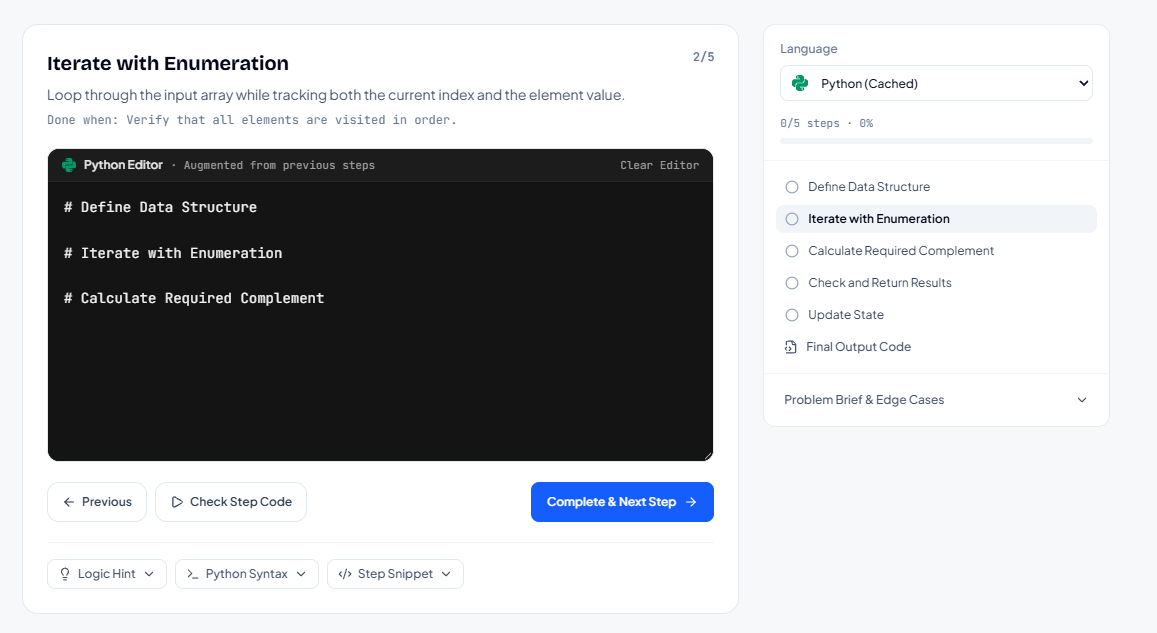 Iterate with Enumeration
2/5
Loop through the input array while tracking both the current index and the element value.
Done when: Verify that all elements are visited in order.
Python Editor · Augmented from previous steps
Clear Editor
# Define Data Structure
# Iterate with Enumeration
# Calculate Required Complement
Previous
Check Step Code
Complete & Next Step
Logic Hint
Python Syntax
Step Snippet
Language
Python (Cached)
0/5 steps · 0%
Define Data Structure
Iterate with Enumeration
Calculate Required Complement
Check and Return Results
Update State
Final Output Code
Problem Brief & Edge Cases